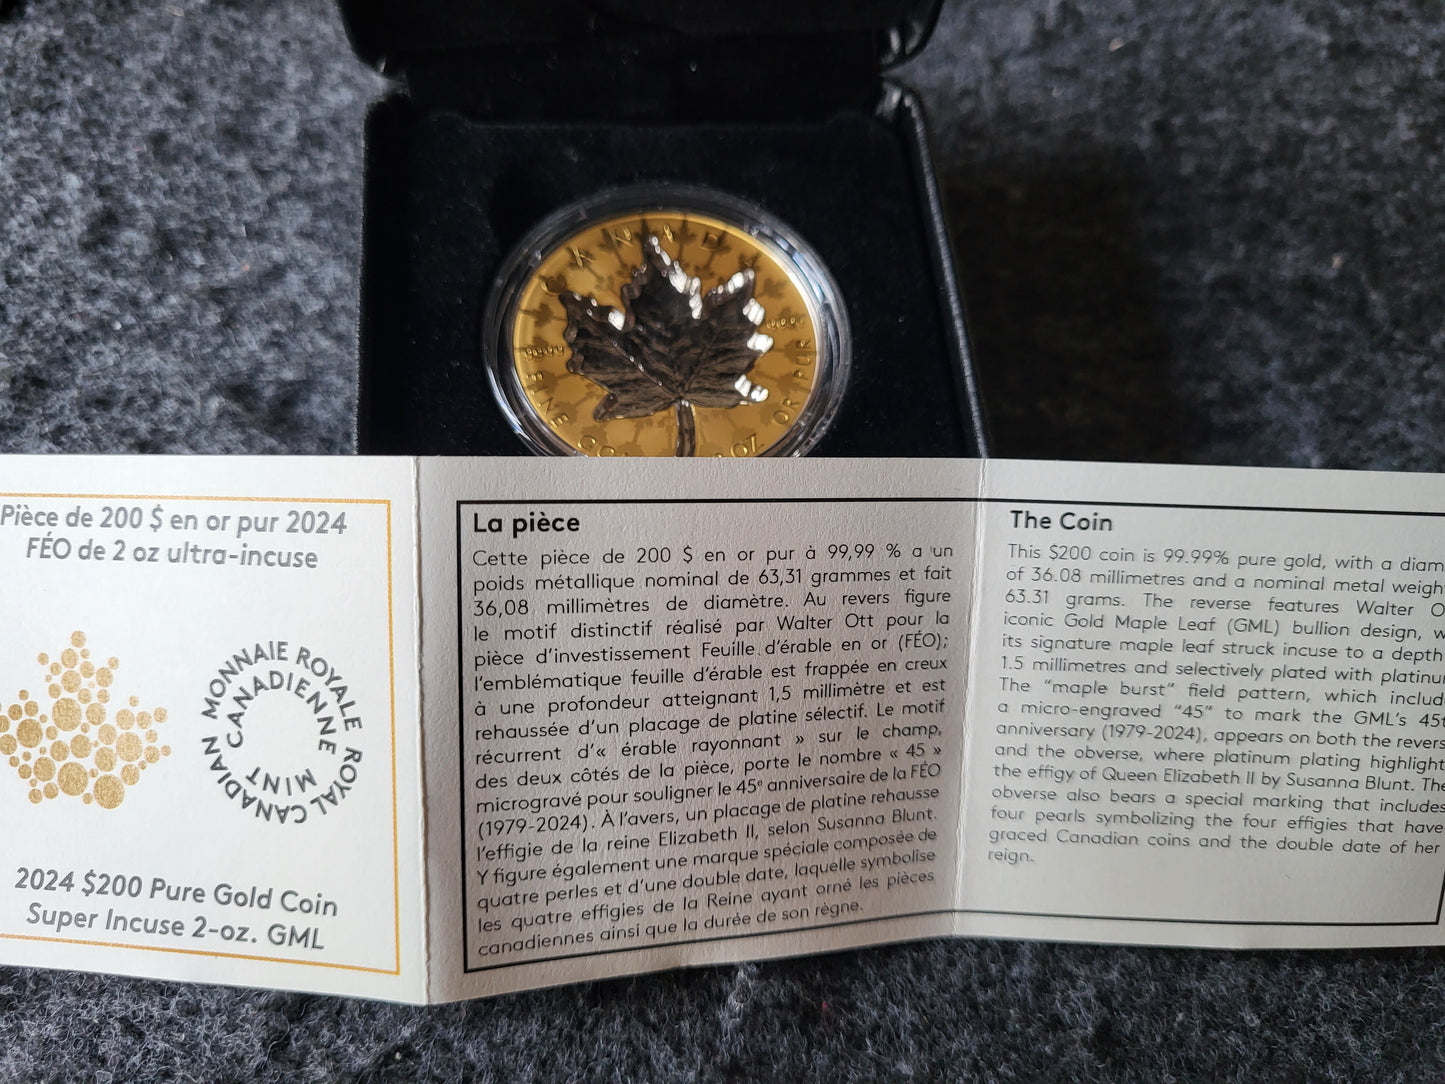 CANADA
9999
9999
FINE
OZ OR PUR
Pièce de 200 $ en or pur 2024
FÉO de 2 oz ultra-incuse
MONNAIE ROYALE CANADIENNE
ROYAL CANADIAN MINT
2024 $200 Pure Gold Coin
Super Incuse 2-oz. GML
La pièce
Cette pièce de 200 $ en or pur à 99,99 % a un
poids métallique nominal de 63,31 grammes et fait
36,08 millimètres de diamètre. Au revers figure
le motif distinctif réalisé par Walter Ott pour la
pièce d’investissement Feuille d’érable en or (FÉO);
l’emblématique feuille d’érable est frappée en creux
à une profondeur atteignant 1,5 millimètre et est
rehaussée d’un placage de platine sélectif. Le motif
récurrent d’« érable rayonnant » sur le champ,
des deux côtés de la pièce, porte le nombre « 45 »
microgravé pour souligner le 45e anniversaire de la FÉO
(1979-2024). À l’avers, un placage de platine rehausse
l’effigie de la reine Elizabeth II, selon Susanna Blunt.
Y figure également une marque spéciale composée de
quatre perles et d’une double date, laquelle symbolise
les quatre effigies de la Reine ayant orné les pièces
canadiennes ainsi que la durée de son règne.
The Coin
This $200 coin is 99.99% pure gold, with a diam
of 36.08 millimetres and a nominal metal weigh
63.31 grams. The reverse features Walter O
iconic Gold Maple Leaf (GML) bullion design, w
its signature maple leaf struck incuse to a depth
1.5 millimetres and selectively plated with platinu
The “maple burst” field pattern, which includ
a micro-engraved “45” to mark the GML’s 45t
anniversary (1979-2024), appears on both the revers
and the obverse, where platinum plating highlight
the effigy of Queen Elizabeth II by Susanna Blunt. The
obverse also bears a special marking that includes
four pearls symbolizing the four effigies that have
graced Canadian coins and the double date of her
reign.